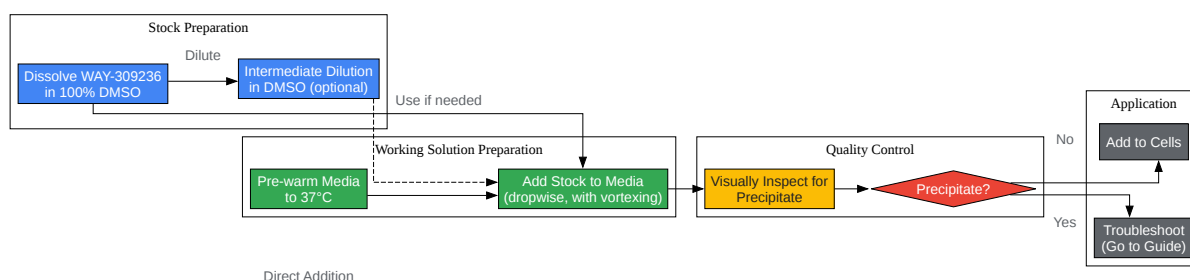 Stock Preparation
Dilute
Dissolve WAY-309236
in 100% DMSO
Intermediate Dilution
in DMSO (optional)
Use if needed
Working Solution Preparation
Pre-warm Media
to 37°C
Add Stock to Media
(dropwise, with vortexing)
Quality Control
Visually Inspect for
Precipitate
Precipitate?
Application
No
Add to Cells
Yes
Troubleshoot
(Go to Guide)
Direct Addition